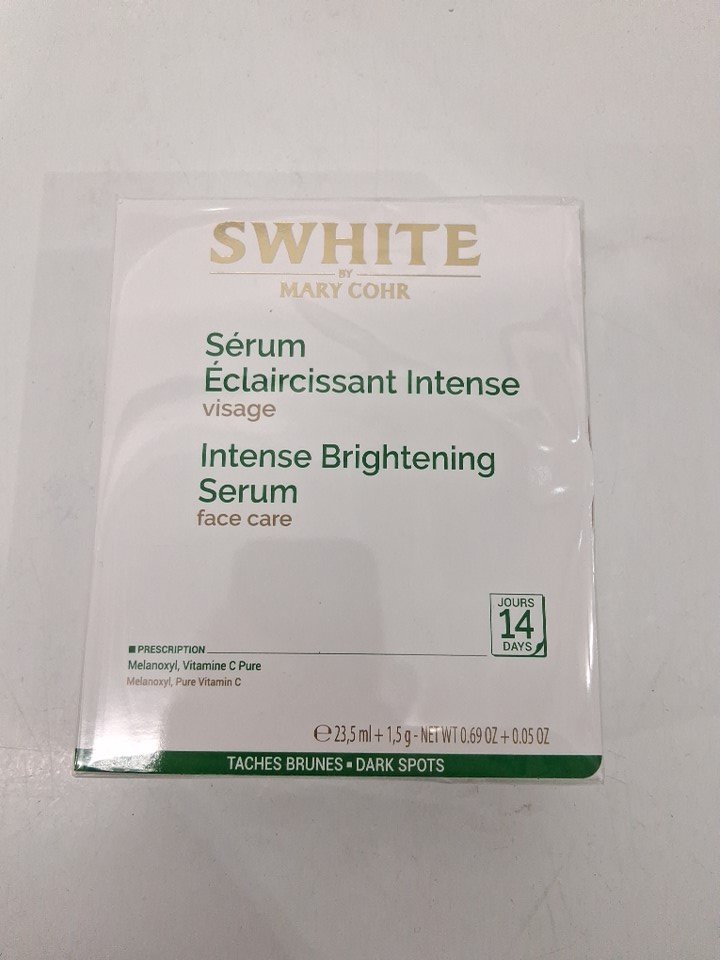 SWHITE
BY
MARY COHR
Sérum
Éclaircissant Intense
visage
Intense Brightening
Serum
face care
JOURS
14
DAYS
PRESCRIPTION
Melanoxyl, Vitamine C Pure
Melanoxyl, Pure Vitamin C
℮ 23,5 ml + 1,5 g - NET WT 0.69 OZ + 0.05 OZ
TACHES BRUNES ▪ DARK SPOTS